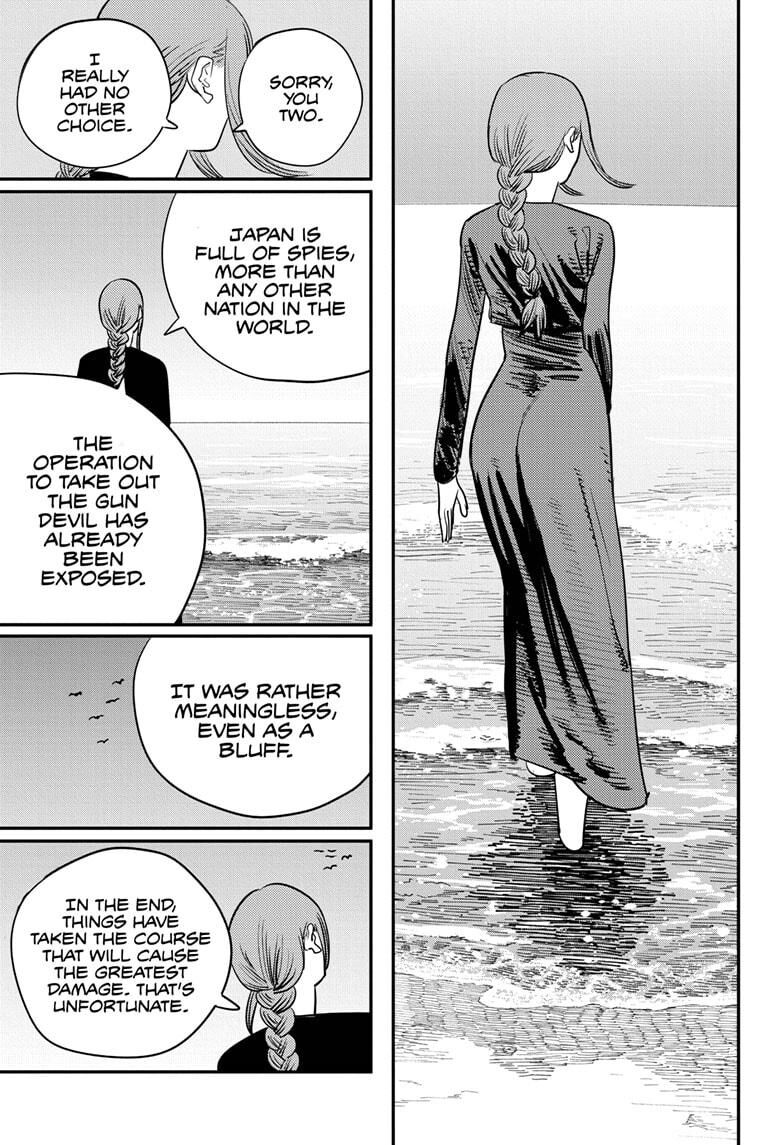 SORRY,
YOU
TWO.
I
REALLY
HAD NO
OTHER
CHOICE.
JAPAN IS
FULL OF SPIES,
MORE THAN
ANY OTHER
NATION IN THE
WORLD.
THE
OPERATION
TO TAKE OUT
THE GUN
DEVIL HAS
ALREADY
BEEN
EXPOSED.
IT WAS RATHER
MEANINGLESS,
EVEN AS A
BLUFF.
IN THE END,
THINGS HAVE
TAKEN THE COURSE
THAT WILL CAUSE
THE GREATEST
DAMAGE. THAT'S
UNFORTUNATE.